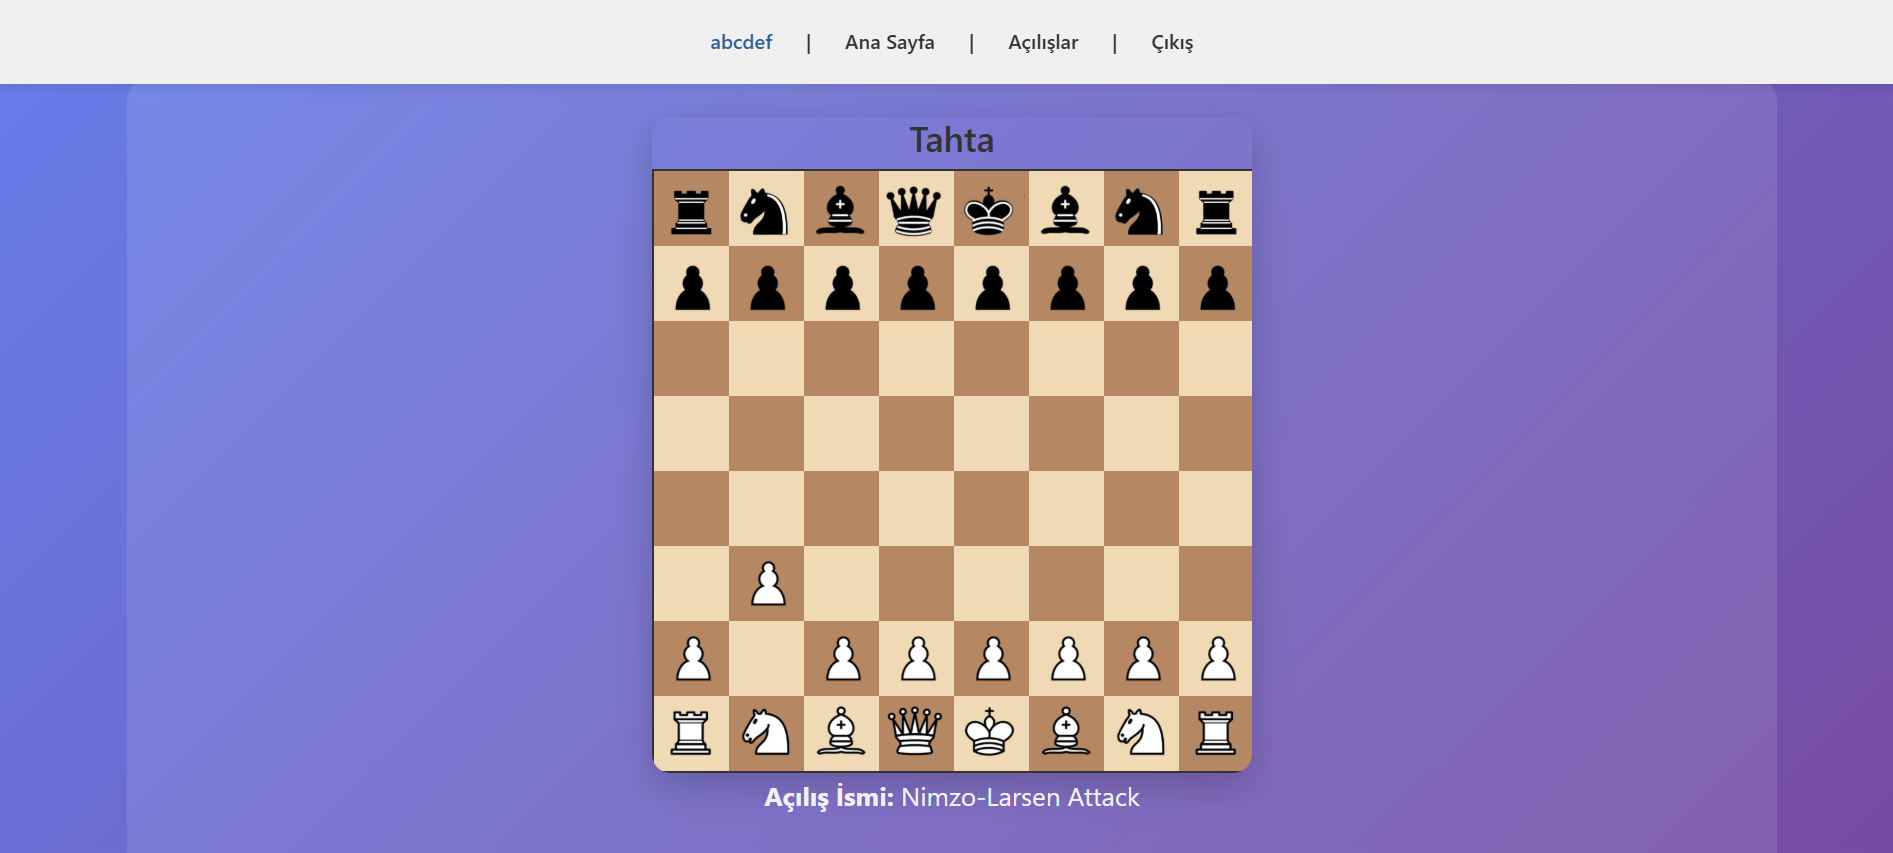 abcdef | Ana Sayfa | Açılışlar | Çıkış
Tahta
Açılış İsmi: Nimzo-Larsen Attack